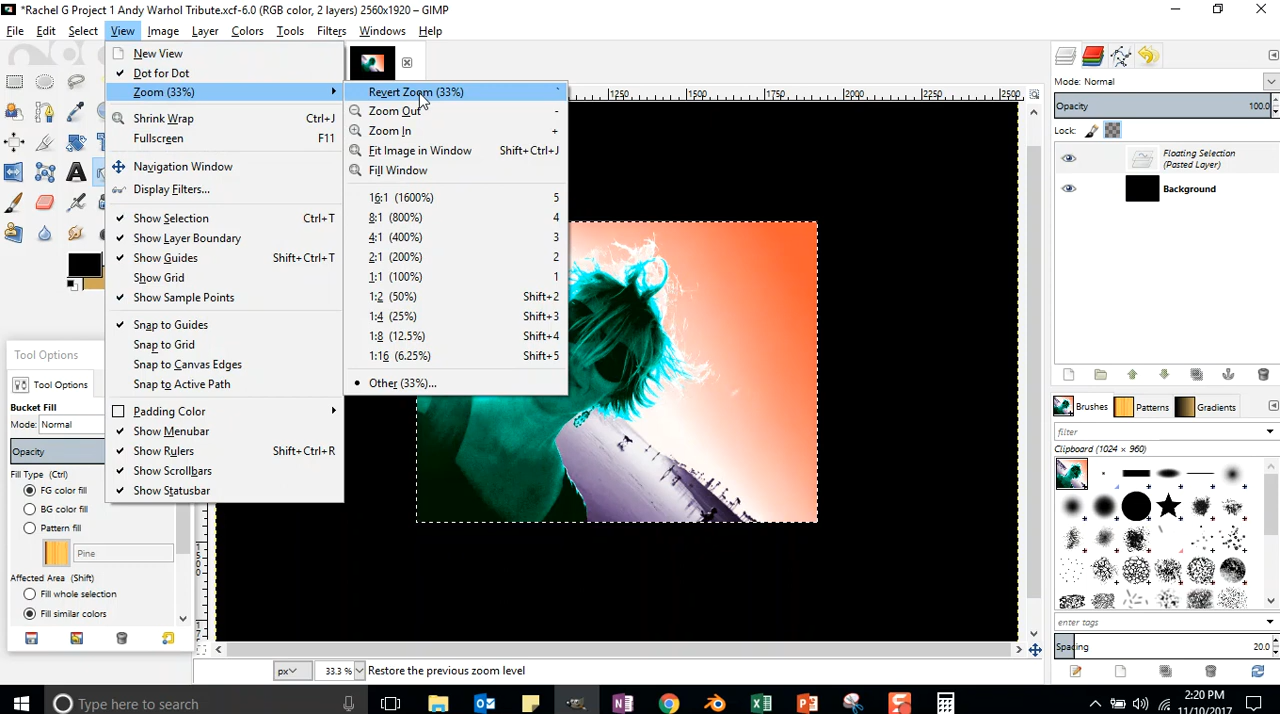 *Rachel G Project 1 Andy Warhol Tribute.xcf-6.0 (RGB color, 2 layers) 2560x1920 – GIMP
File Edit Select View Image Layer Colors Tools Filters Windows Help
New View
Dot for Dot
Zoom (33%)
Shrink Wrap Ctrl+J
Fullscreen F11
Navigation Window
Display Filters...
Show Selection Ctrl+T
Show Layer Boundary
Show Guides Shift+Ctrl+T
Show Grid
Show Sample Points
Snap to Guides
Snap to Grid
Snap to Canvas Edges
Snap to Active Path
Padding Color
Show Menubar
Show Rulers Shift+Ctrl+R
Show Scrollbars
Show Statusbar
Revert Zoom (33%) `
Zoom Out -
Zoom In +
Fit Image in Window Shift+Ctrl+J
Fill Window
16:1 (1600%) 5
8:1 (800%) 4
4:1 (400%) 3
2:1 (200%) 2
1:1 (100%) 1
1:2 (50%) Shift+2
1:4 (25%) Shift+3
1:8 (12.5%) Shift+4
1:16 (6.25%) Shift+5
Other (33%)...
1250 1500 1750 2000 2250 2500
Tool Options
Tool Options
Bucket Fill
Mode: Normal
Opacity
Fill Type (Ctrl)
FG color fill
BG color fill
Pattern fill
Pine
Affected Area (Shift)
Fill whole selection
Fill similar colors
px 33.3 % Restore the previous zoom level
Mode: Normal
Opacity 100.0
Lock:
Floating Selection
(Pasted Layer)
Background
Brushes Patterns Gradients
filter
Clipboard (1024 × 960)
enter tags
Spacing 20.0
Type here to search
2:20 PM
11/10/2017